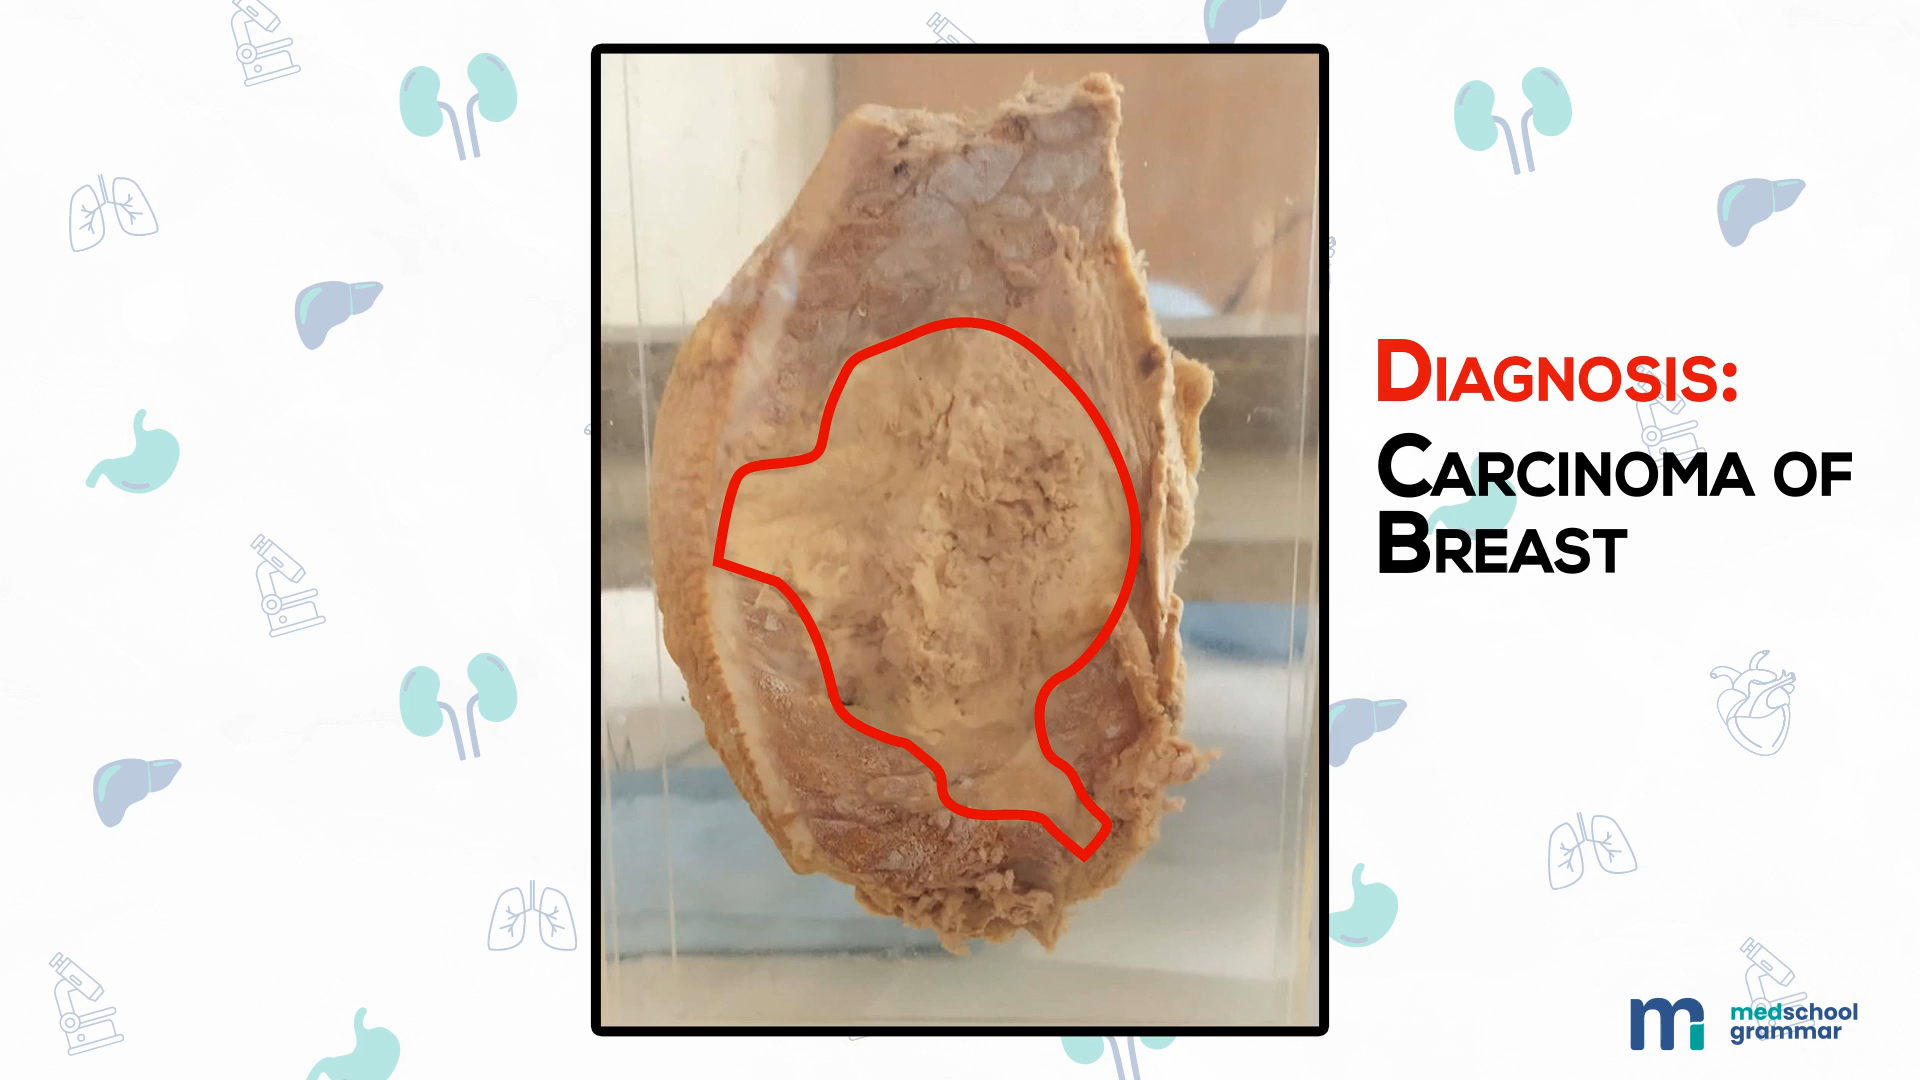 Diagnosis:
Carcinoma of
Breast
medschool
grammar